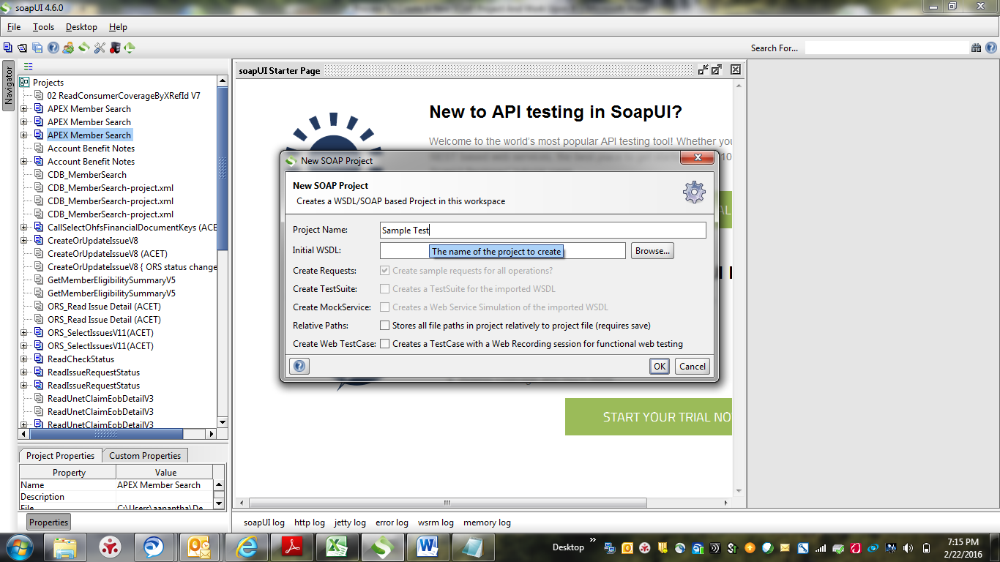 soapUI 4.6.0
File Tools Desktop Help
Search For...
Navigator
Projects
02 ReadConsumerCoverageByXRefId V7
APEX Member Search
APEX Member Search
APEX Member Search
Account Benefit Notes
Account Benefit Notes
CDB_MemberSearch
CDB_MemberSearch-project.xml
CDB_MemberSearch-project.xml
CDB_MemberSearch-project.xml
CallSelectOhfsFinancialDocumentKeys (ACE
CreateOrUpdateIssueV8
CreateOrUpdateIssueV8 (ACET)
CreateOrUpdateIssueV8 { ORS status change
GetMemberEligibilitySummaryV5
GetMemberEligibilitySummaryV5
ORS_Read Issue Detail (ACET)
ORS_Read Issue Detail (ACET)
ORS_SelectIssuesV11(ACET)
ORS_SelectIssuesV11(ACET)
ReadCheckStatus
ReadIssueRequestStatus
ReadIssueRequestStatus
ReadUnetClaimEobDetailV3
ReadUnetClaimEobDetailV3
ReadUnetClaimEobDetailV3
Project Properties Custom Properties
Property Value
Name APEX Member Search
Description
File C:\Users\aanantha\De
Properties
soapUI Starter Page
New to API testing in SoapUI?
Welcome to the world's most popular API testing tool! Whether you
New SOAP Project
New SOAP Project
Creates a WSDL/SOAP based Project in this workspace
Project Name: Sample Test
Initial WSDL: The name of the project to create Browse...
Create Requests: Create sample requests for all operations?
Create TestSuite: Creates a TestSuite for the imported WSDL
Create MockService: Creates a Web Service Simulation of the imported WSDL
Relative Paths: Stores all file paths in project relatively to project file (requires save)
Create Web TestCase: Creates a TestCase with a Web Recording session for functional web testing
OK Cancel
START YOUR TRIAL NO
soapUI log http log jetty log error log wsrm log memory log
Desktop
7:15 PM
2/22/2016